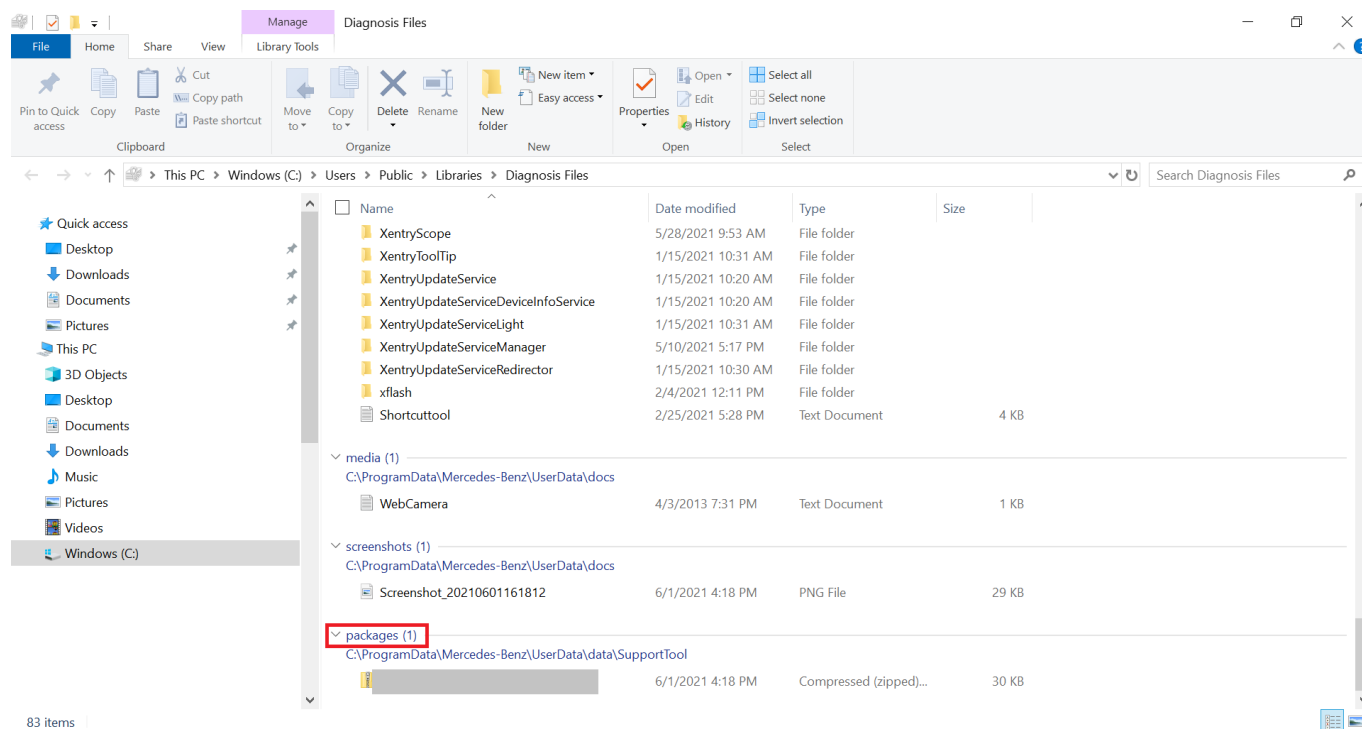 Manage
Diagnosis Files
File
Home
Share
View
Library Tools
Pin to Quick access
Copy
Paste
Cut
Copy path
Paste shortcut
Clipboard
Move to
Copy to
Delete
Rename
Organize
New folder
New item
Easy access
New
Properties
Open
Edit
History
Open
Select all
Select none
Invert selection
Select
This PC > Windows (C:) > Users > Public > Libraries > Diagnosis Files
Search Diagnosis Files
Quick access
Desktop
Downloads
Documents
Pictures
This PC
3D Objects
Desktop
Documents
Downloads
Music
Pictures
Videos
Windows (C:)
Name Date modified Type Size
XentryScope 5/28/2021 9:53 AM File folder
XentryToolTip 1/15/2021 10:31 AM File folder
XentryUpdateService 1/15/2021 10:20 AM File folder
XentryUpdateServiceDeviceInfoService 1/15/2021 10:20 AM File folder
XentryUpdateServiceLight 1/15/2021 10:31 AM File folder
XentryUpdateServiceManager 5/10/2021 5:17 PM File folder
XentryUpdateServiceRedirector 1/15/2021 10:30 AM File folder
xflash 2/4/2021 12:11 PM File folder
Shortcuttool 2/25/2021 5:28 PM Text Document 4 KB
media (1)
C:\ProgramData\Mercedes-Benz\UserData\docs
WebCamera 4/3/2013 7:31 PM Text Document 1 KB
screenshots (1)
C:\ProgramData\Mercedes-Benz\UserData\docs
Screenshot_20210601161812 6/1/2021 4:18 PM PNG File 29 KB
packages (1)
C:\ProgramData\Mercedes-Benz\UserData\data\SupportTool
6/1/2021 4:18 PM Compressed (zipped)... 30 KB
83 items